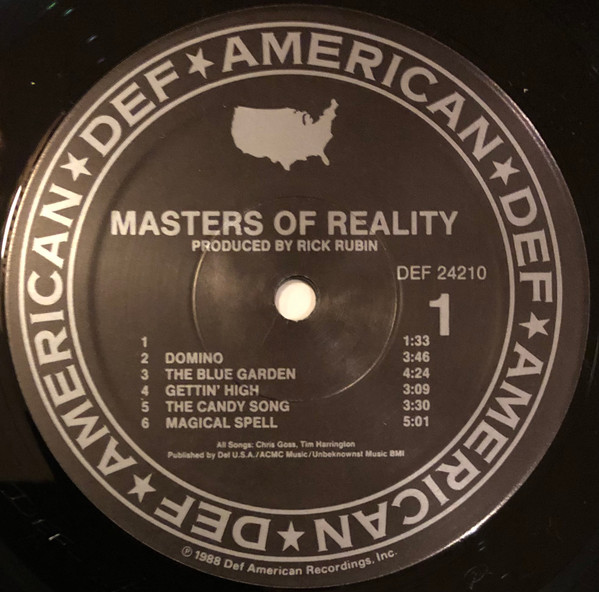 AMERICAN ★ DEF ★ AMERICAN ★ DEF ★ AMERICAN ★ DEF ★
MASTERS OF REALITY
PRODUCED BY RICK RUBIN
DEF 24210
1
1 1:33
2 DOMINO 3:46
3 THE BLUE GARDEN 4:24
4 GETTIN' HIGH 3:09
5 THE CANDY SONG 3:30
6 MAGICAL SPELL 5:01
All Songs: Chris Goss, Tim Harrington
Published by Def U.S.A./ACMC Music/Unbeknownst Music BMI
℗ 1988 Def American Recordings, Inc.